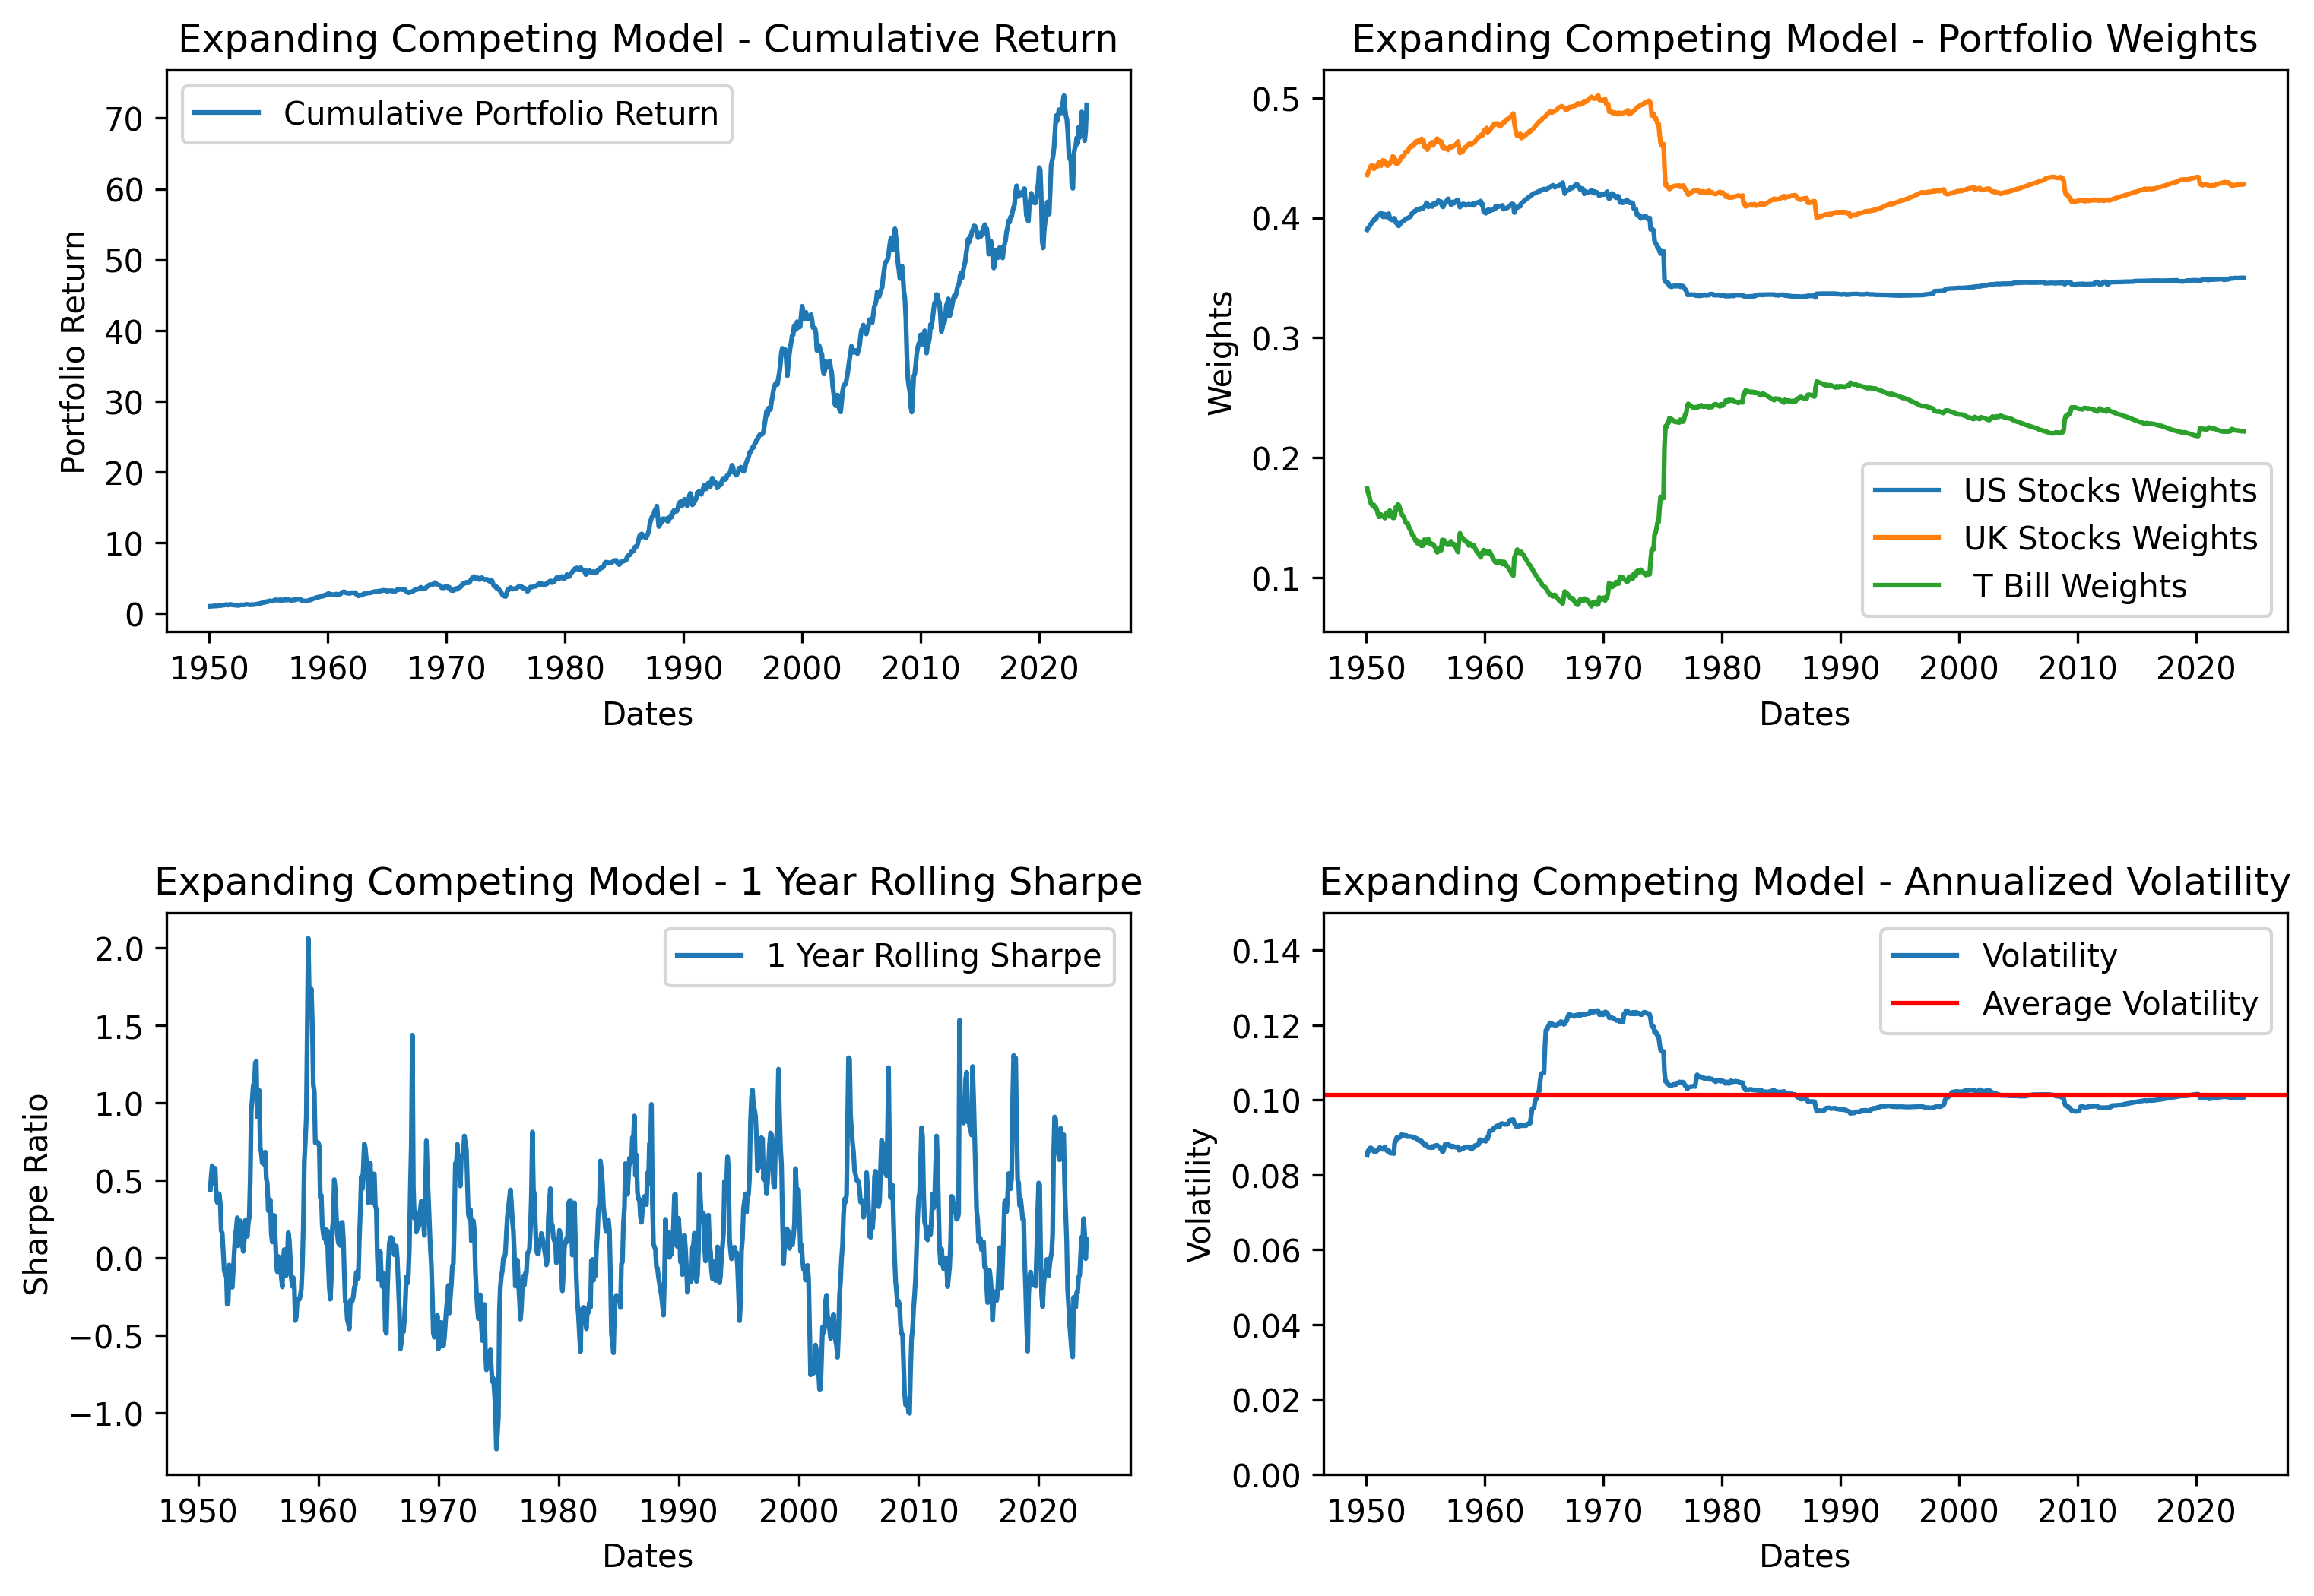 Expanding Competing Model - Cumulative Return
Cumulative Portfolio Return
Portfolio Return
70
60
50
40
30
20
10
0
1950 1960 1970 1980 1990 2000 2010 2020
Dates
Expanding Competing Model - Portfolio Weights
Weights
0.5
0.4
0.3
0.2
0.1
US Stocks Weights
UK Stocks Weights
T Bill Weights
1950 1960 1970 1980 1990 2000 2010 2020
Dates
Expanding Competing Model - 1 Year Rolling Sharpe
1 Year Rolling Sharpe
Sharpe Ratio
2.0
1.5
1.0
0.5
0.0
−0.5
−1.0
1950 1960 1970 1980 1990 2000 2010 2020
Dates
Expanding Competing Model - Annualized Volatility
Volatility
Average Volatility
Volatility
0.14
0.12
0.10
0.08
0.06
0.04
0.02
0.00
1950 1960 1970 1980 1990 2000 2010 2020
Dates